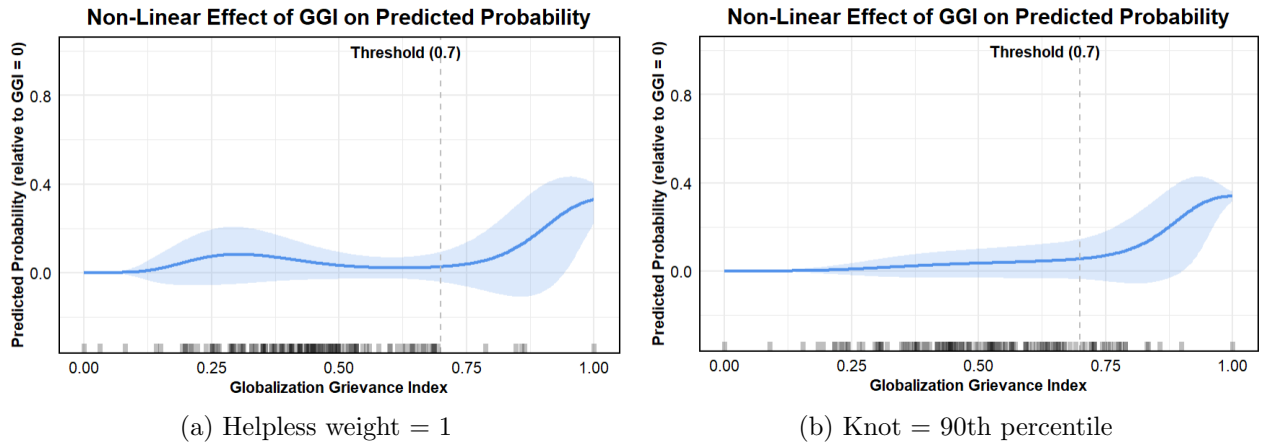 Non-Linear Effect of GGI on Predicted Probability
Predicted Probability (relative to GGI = 0)
Threshold (0.7)
0.8
0.4
0.0
0.00 0.25 0.50 0.75 1.00
Globalization Grievance Index
(a) Helpless weight = 1
Non-Linear Effect of GGI on Predicted Probability
Predicted Probability (relative to GGI = 0)
Threshold (0.7)
0.8
0.4
0.0
0.00 0.25 0.50 0.75 1.00
Globalization Grievance Index
(b) Knot = 90th percentile